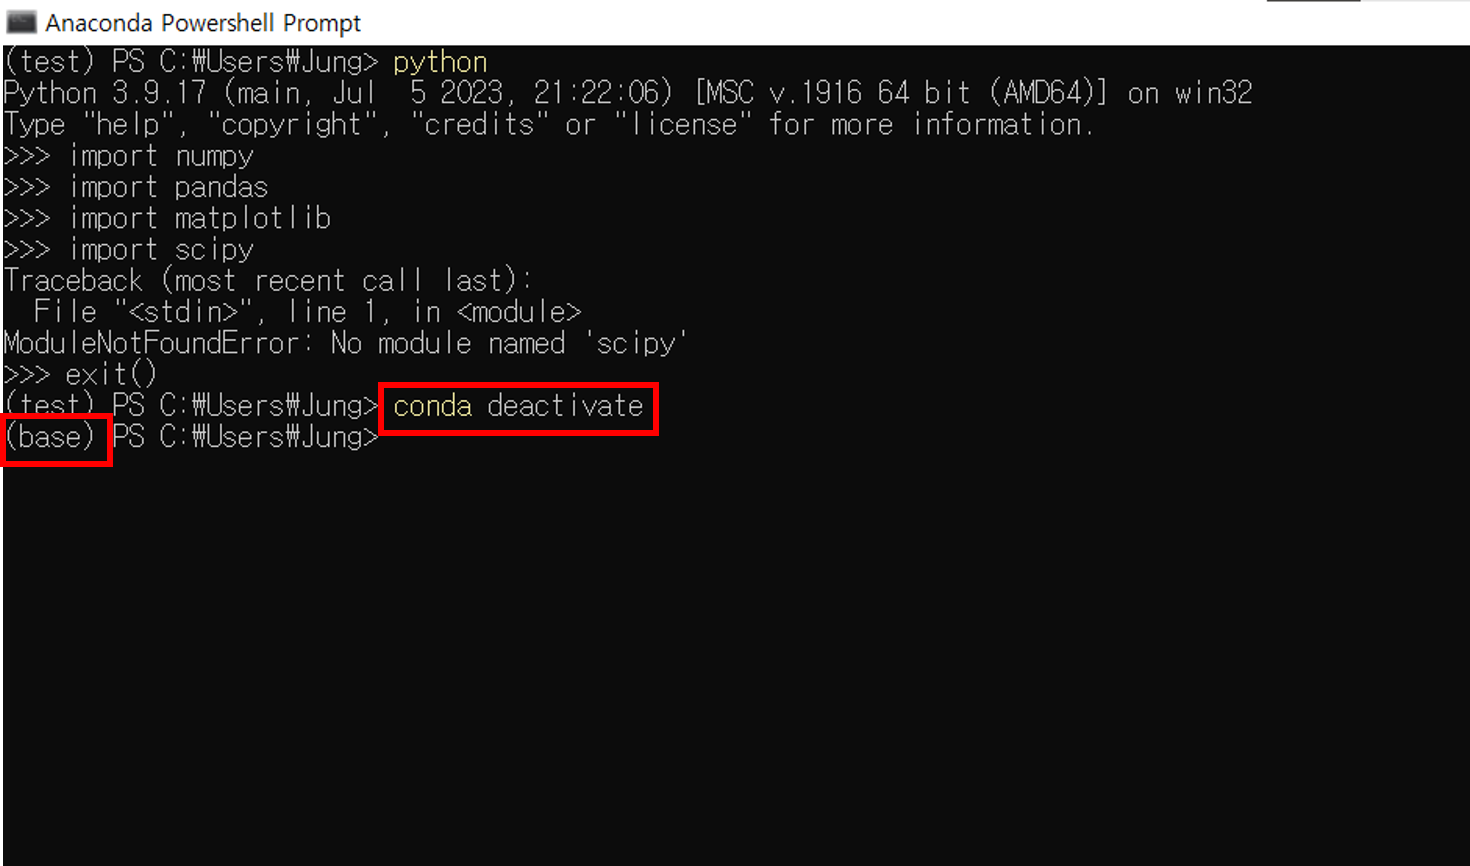 Anaconda Powershell Prompt
(test) PS C:₩Users₩Jung> python
Python 3.9.17 (main, Jul  5 2023, 21:22:06) [MSC v.1916 64 bit (AMD64)] on win32
Type "help", "copyright", "credits" or "license" for more information.
>>> import numpy
>>> import pandas
>>> import matplotlib
>>> import scipy
Traceback (most recent call last):
  File "<stdin>", line 1, in <module>
ModuleNotFoundError: No module named 'scipy'
>>> exit()
(test) PS C:₩Users₩Jung> conda deactivate
(base) PS C:₩Users₩Jung>